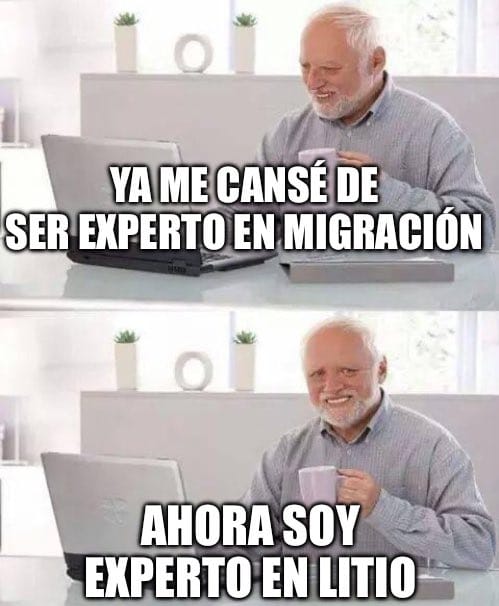 YA ME CANSÉ DE
SER EXPERTO EN MIGRACIÓN
AHORA SOY
EXPERTO EN LITIO